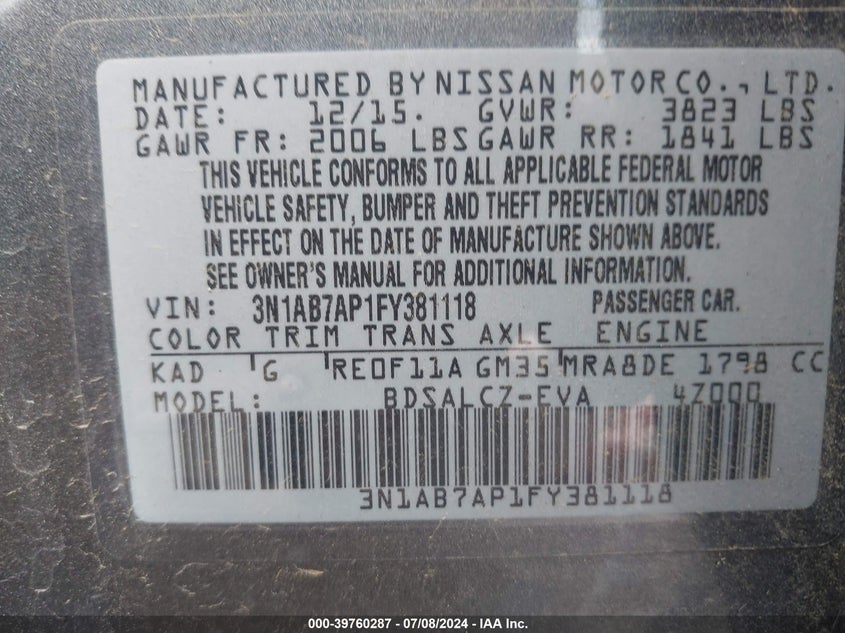 MANUFACTURED BY NISSAN MOTOR CO., LTD.
DATE: 12/15. GVWR: 3823 LBS
GAWR FR: 2006 LBS GAWR RR: 1841 LBS
THIS VEHICLE CONFORMS TO ALL APPLICABLE FEDERAL MOTOR
VEHICLE SAFETY, BUMPER AND THEFT PREVENTION STANDARDS
IN EFFECT ON THE DATE OF MANUFACTURE SHOWN ABOVE.
SEE OWNER'S MANUAL FOR ADDITIONAL INFORMATION.
VIN: 3N1AB7AP1FY381118 PASSENGER CAR.
COLOR TRIM TRANS AXLE ENGINE
KAD G RE0F11A GM35 MRA8DE 1798 CC
MODEL: BDSALCZ-EVA 4Z000
3N1AB7AP1FY381118
000-39760287 - 07/08/2024 - IAA Inc.